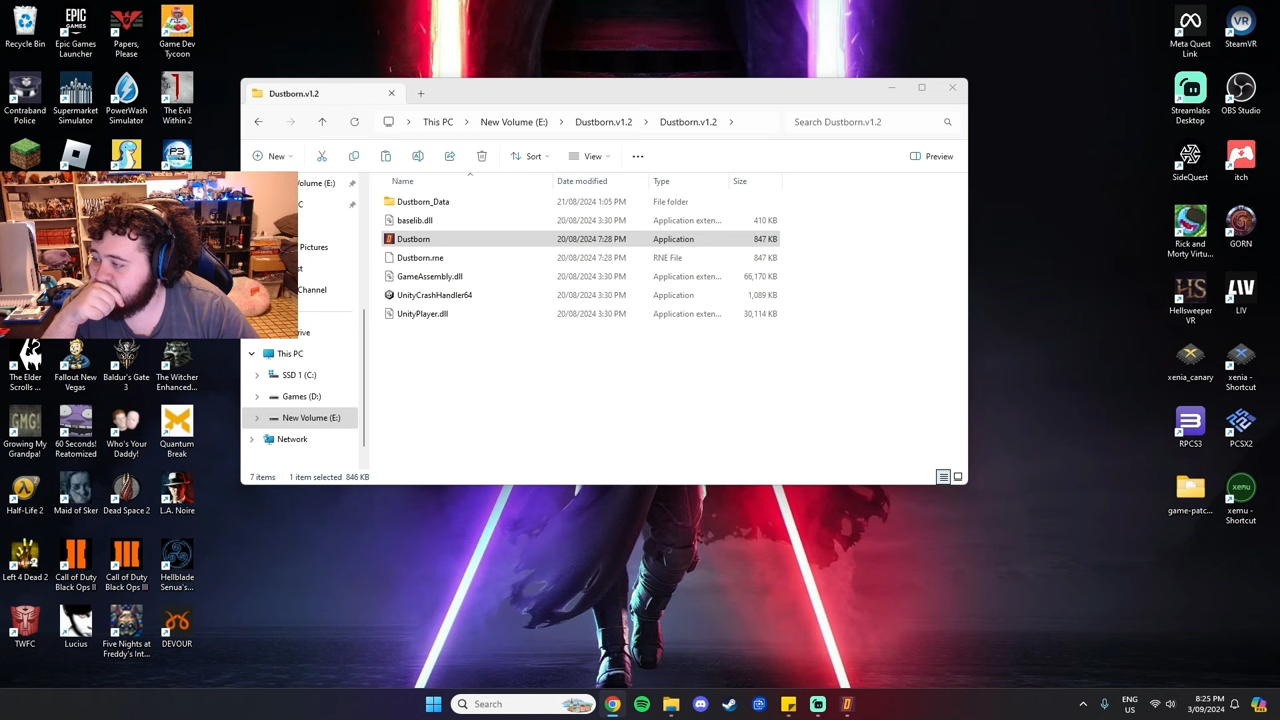 Recycle Bin
Epic Games
Launcher
Papers,
Please
Game Dev
Tycoon
Contraband
Police
Supermarket
Simulator
PowerWash
Simulator
The Evil
Within 2
The Elder
Scrolls ...
Fallout New
Vegas
Baldur's Gate
3
The Witcher
Enhanced...
Growing My
Grandpa!
60 Seconds!
Reatomized
Who's Your
Daddy!
Quantum
Break
Half-Life 2
Maid of Sker
Dead Space 2
L.A. Noire
Left 4 Dead 2
Call of Duty
Black Ops II
Call of Duty
Black Ops III
Hellblade
Senua's...
TWFC
Lucius
Five Nights at
Freddy's Int...
DEVOUR
Dustborn.v1.2
This PC > New Volume (E:) > Dustborn.v1.2 > Dustborn.v1.2 >
Search Dustborn.v1.2
New
Sort
View
Preview
Name Date modified Type Size
Dustborn_Data 21/08/2024 1:05 PM File folder
baselib.dll 20/08/2024 3:30 PM Application exten... 410 KB
Dustborn 20/08/2024 7:28 PM Application 847 KB
Dustborn.rne 20/08/2024 7:28 PM RNE File 847 KB
GameAssembly.dll 20/08/2024 3:30 PM Application exten... 66,170 KB
UnityCrashHandler64 20/08/2024 3:30 PM Application 1,089 KB
UnityPlayer.dll 20/08/2024 3:30 PM Application exten... 30,114 KB
olume (E:)
C
Pictures
st
Channel
rive
This PC
SSD 1 (C:)
Games (D:)
New Volume (E:)
Network
7 items 1 item selected 846 KB
Meta Quest
Link
SteamVR
Streamlabs
Desktop
OBS Studio
SideQuest
itch
Rick and
Morty Virtu...
GORN
Hellsweeper
VR
LIV
xenia_canary
xenia -
Shortcut
RPCS3
PCSX2
game-patc...
xemu -
Shortcut
Search
ENG
US
8:25 PM
3/09/2024